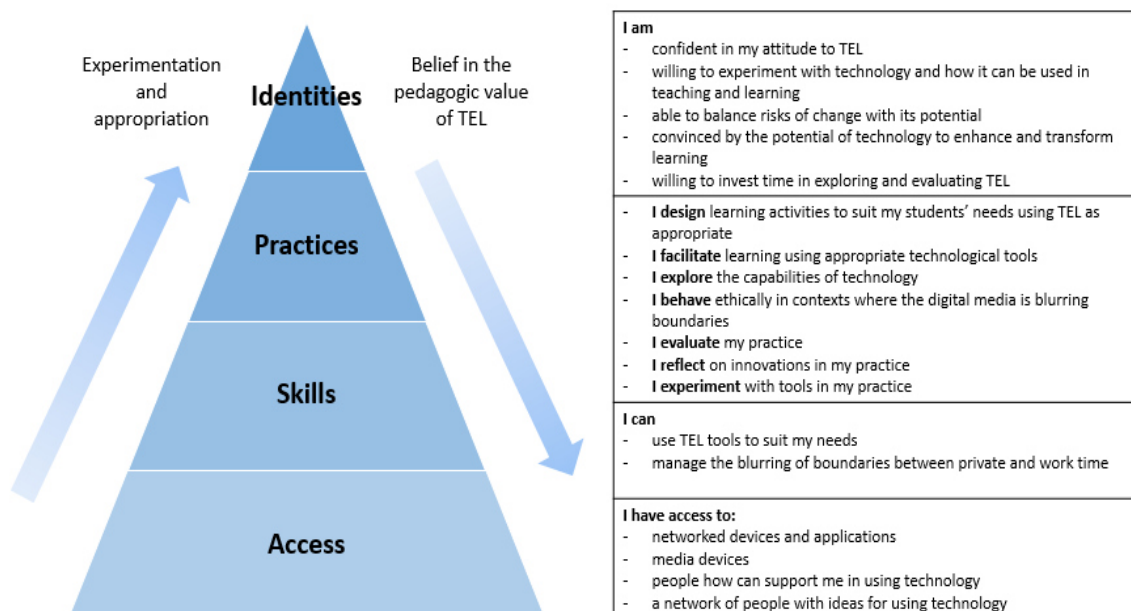 Experimentation
and
appropriation
Belief in the
pedagogic value
of TEL
Identities
Practices
Skills
Access
I am
- confident in my attitude to TEL
- willing to experiment with technology and how it can be used in
teaching and learning
- able to balance risks of change with its potential
- convinced by the potential of technology to enhance and transform
learning
- willing to invest time in exploring and evaluating TEL
- I design learning activities to suit my students' needs using TEL as
appropriate
- I facilitate learning using appropriate technological tools
- I explore the capabilities of technology
- I behave ethically in contexts where the digital media is blurring
boundaries
- I evaluate my practice
- I reflect on innovations in my practice
- I experiment with tools in my practice
I can
- use TEL tools to suit my needs
- manage the blurring of boundaries between private and work time
I have access to:
- networked devices and applications
- media devices
- people how can support me in using technology
- a network of people with ideas for using technology